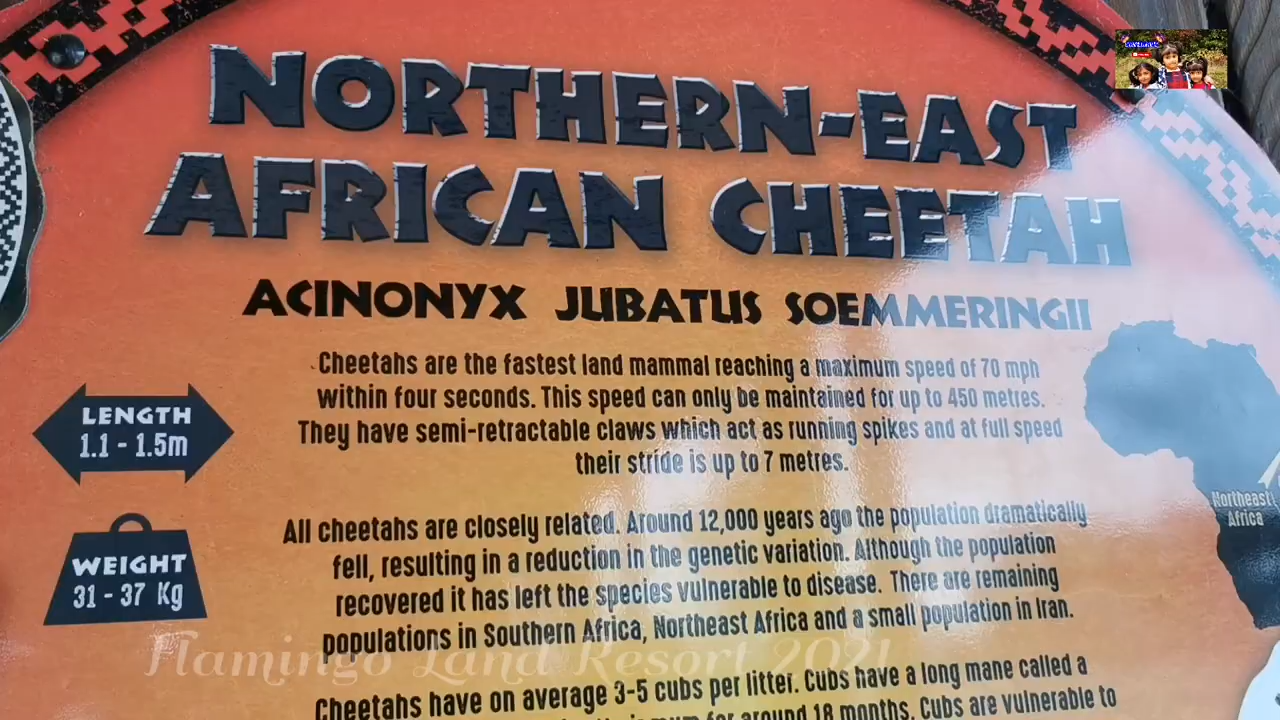 NORTHERN-EAST
AFRICAN CHEETAH
ACINONYX JUBATUS SOEMMERINGII
Cheetahs are the fastest land mammal reaching a maximum speed of 70 mph
within four seconds. This speed can only be maintained for up to 450 metres.
They have semi-retractable claws which act as running spikes and at full speed
their stride is up to 7 metres.
LENGTH
1.1 - 1.5m
WEIGHT
31 - 37 Kg
Northeast
Africa
All cheetahs are closely related. Around 12,000 years ago the population dramatically
fell, resulting in a reduction in the genetic variation. Although the population
recovered it has left the species vulnerable to disease. There are remaining
populations in Southern Africa, Northeast Africa and a small population in Iran.
Flamingo Land Resort 2021
Cheetahs have on average 3-5 cubs per litter. Cubs have a long mane called a
mum for around 18 months. Cubs are vulnerable to